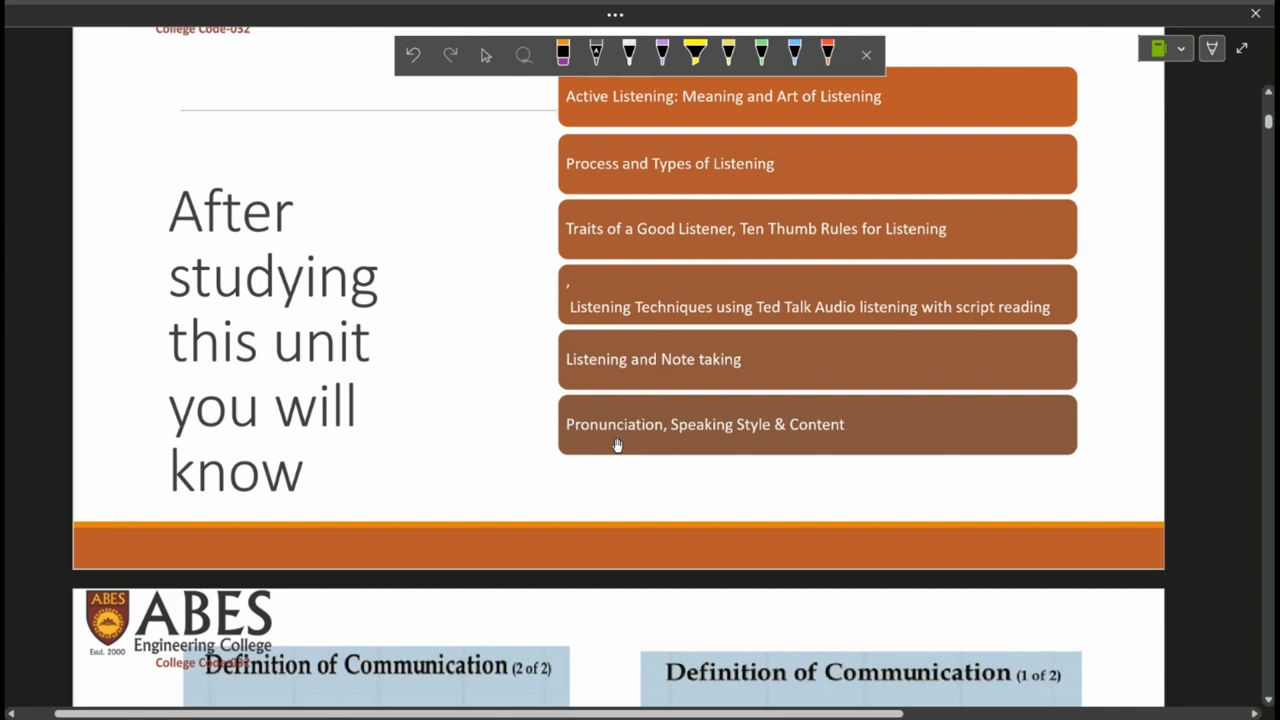 College Code-032
Active Listening: Meaning and Art of Listening
Process and Types of Listening
Traits of a Good Listener, Ten Thumb Rules for Listening
,
Listening Techniques using Ted Talk Audio listening with script reading
Listening and Note taking
Pronunciation, Speaking Style & Content
After
studying
this unit
you will
know
ABES
ABES
Engineering College
Estd. 2000
College Code-032
Definition of Communication (2 of 2)
Definition of Communication (1 of 2)